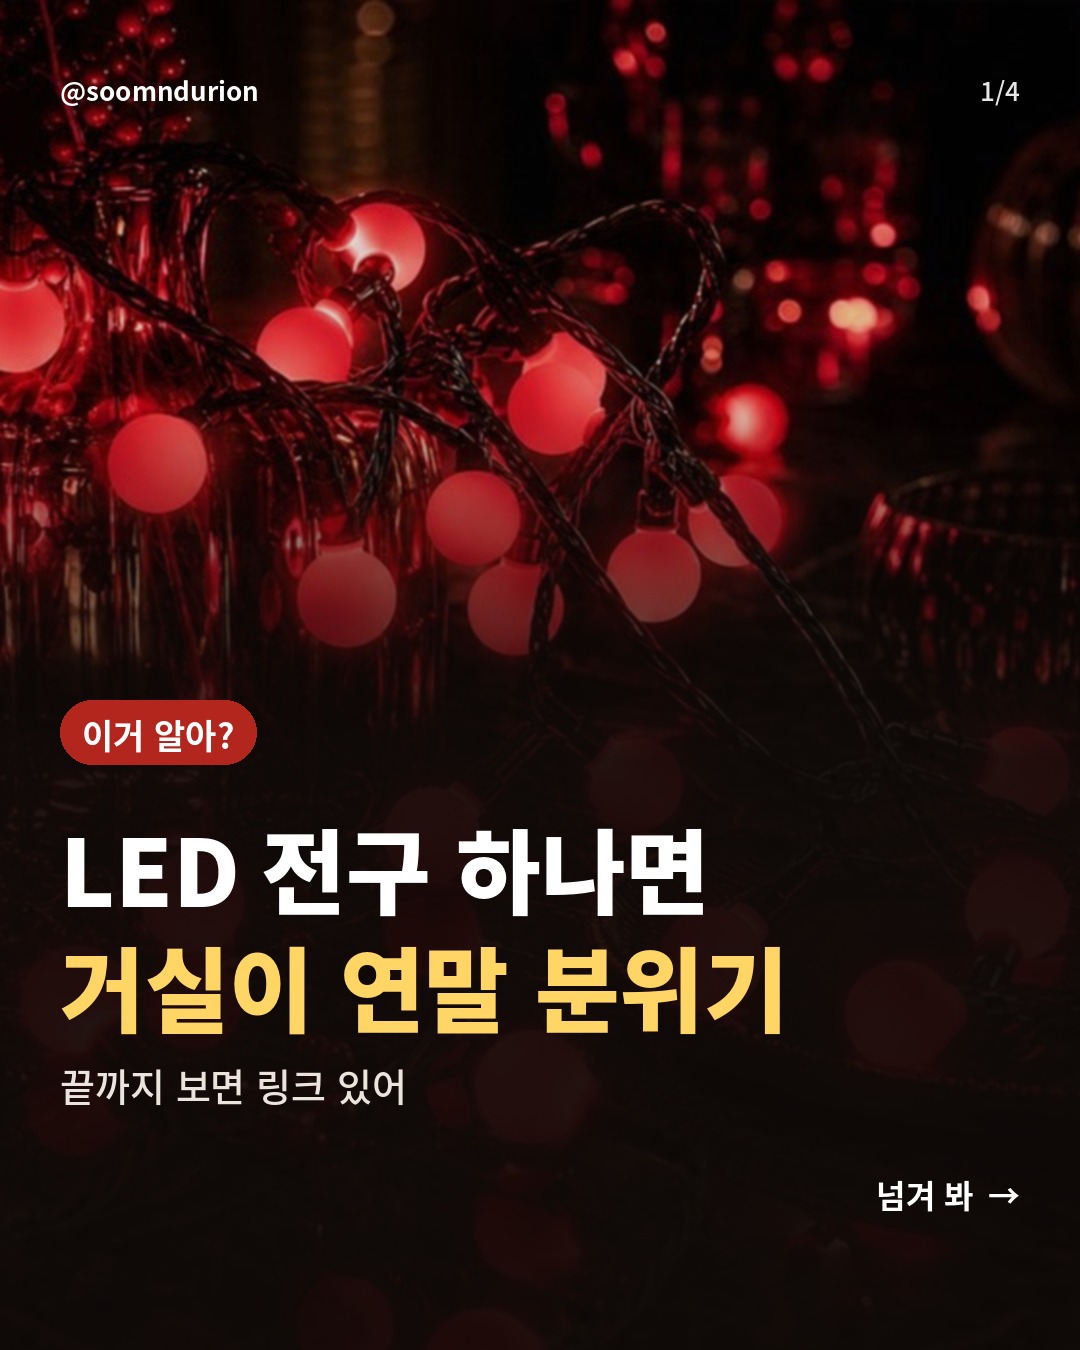 @soomndurion
1/4
이거 알아?
LED 전구 하나면
거실이 연말 분위기
끝까지 보면 링크 있어
넘겨 봐 →